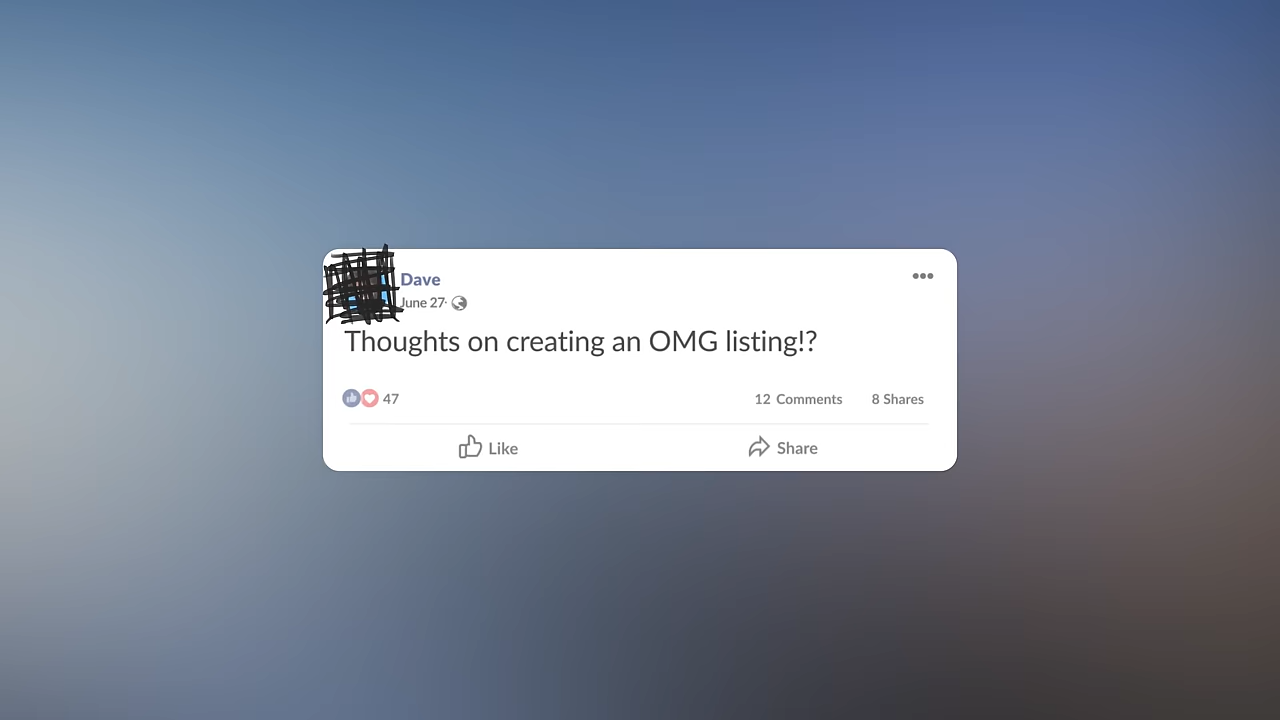 Dave
June 27·
Thoughts on creating an OMG listing!?
47 12 Comments 8 Shares
Like Share